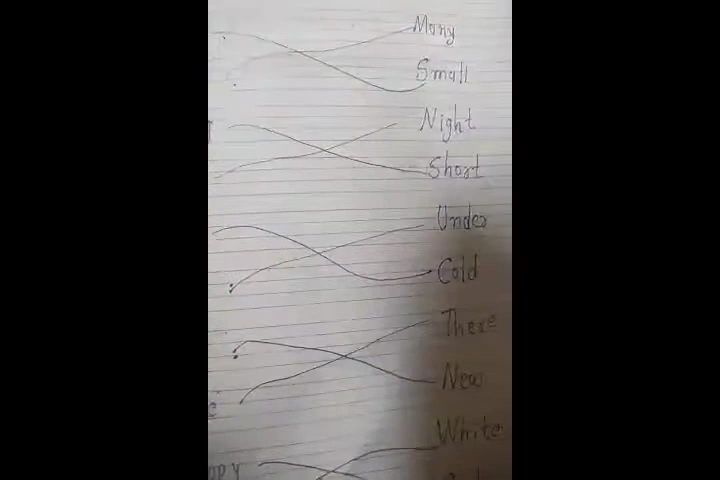 Many
Small
Night
Short
Under
Cold
There
New
White